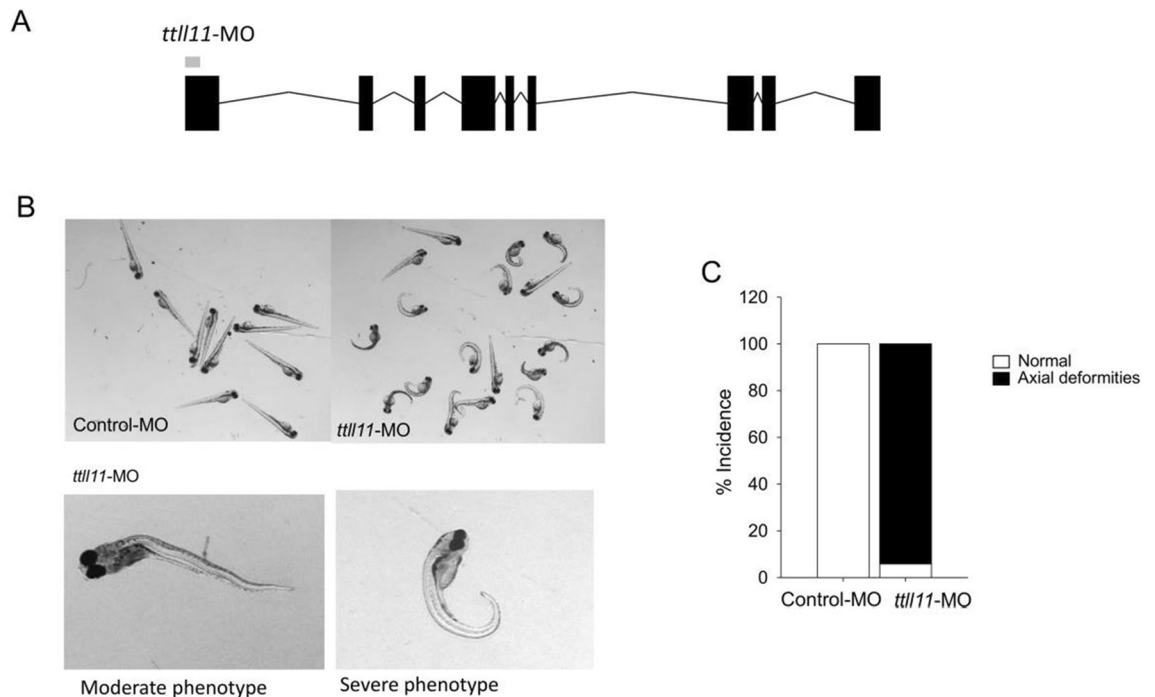 A
ttll11-MO
B
Control-MO
ttll11-MO
ttll11-MO
Moderate phenotype
Severe phenotype
C
120
100
80
60
40
20
0
% Incidence
Control-MO
ttll11-MO
Normal
Axial deformities